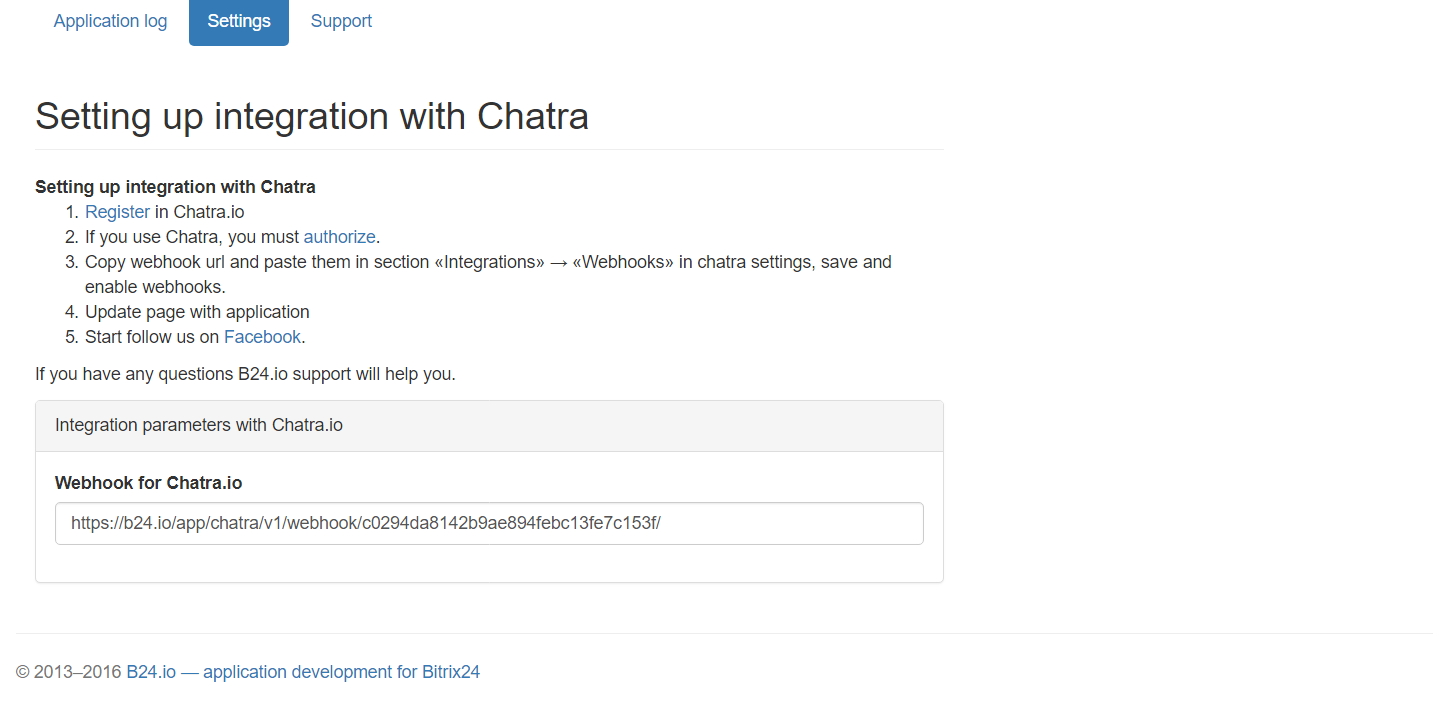 Application log Settings Support
Setting up integration with Chatra
Setting up integration with Chatra
1. Register in Chatra.io
2. If you use Chatra, you must authorize.
3. Copy webhook url and paste them in section «Integrations» → «Webhooks» in chatra settings, save and
enable webhooks.
4. Update page with application
5. Start follow us on Facebook.
If you have any questions B24.io support will help you.
Integration parameters with Chatra.io
Webhook for Chatra.io
https://b24.io/app/chatra/v1/webhook/c0294da8142b9ae894febc13fe7c153f/
© 2013–2016 B24.io — application development for Bitrix24